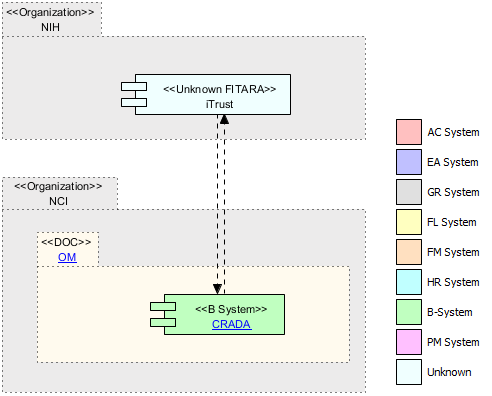 <<Organization>>
NIH
<<Unknown FITARA>>
iTrust
<<Organization>>
NCI
<<DOC>>
OM
<<B System>>
CRADA
AC System
EA System
GR System
FL System
FM System
HR System
B-System
PM System
Unknown